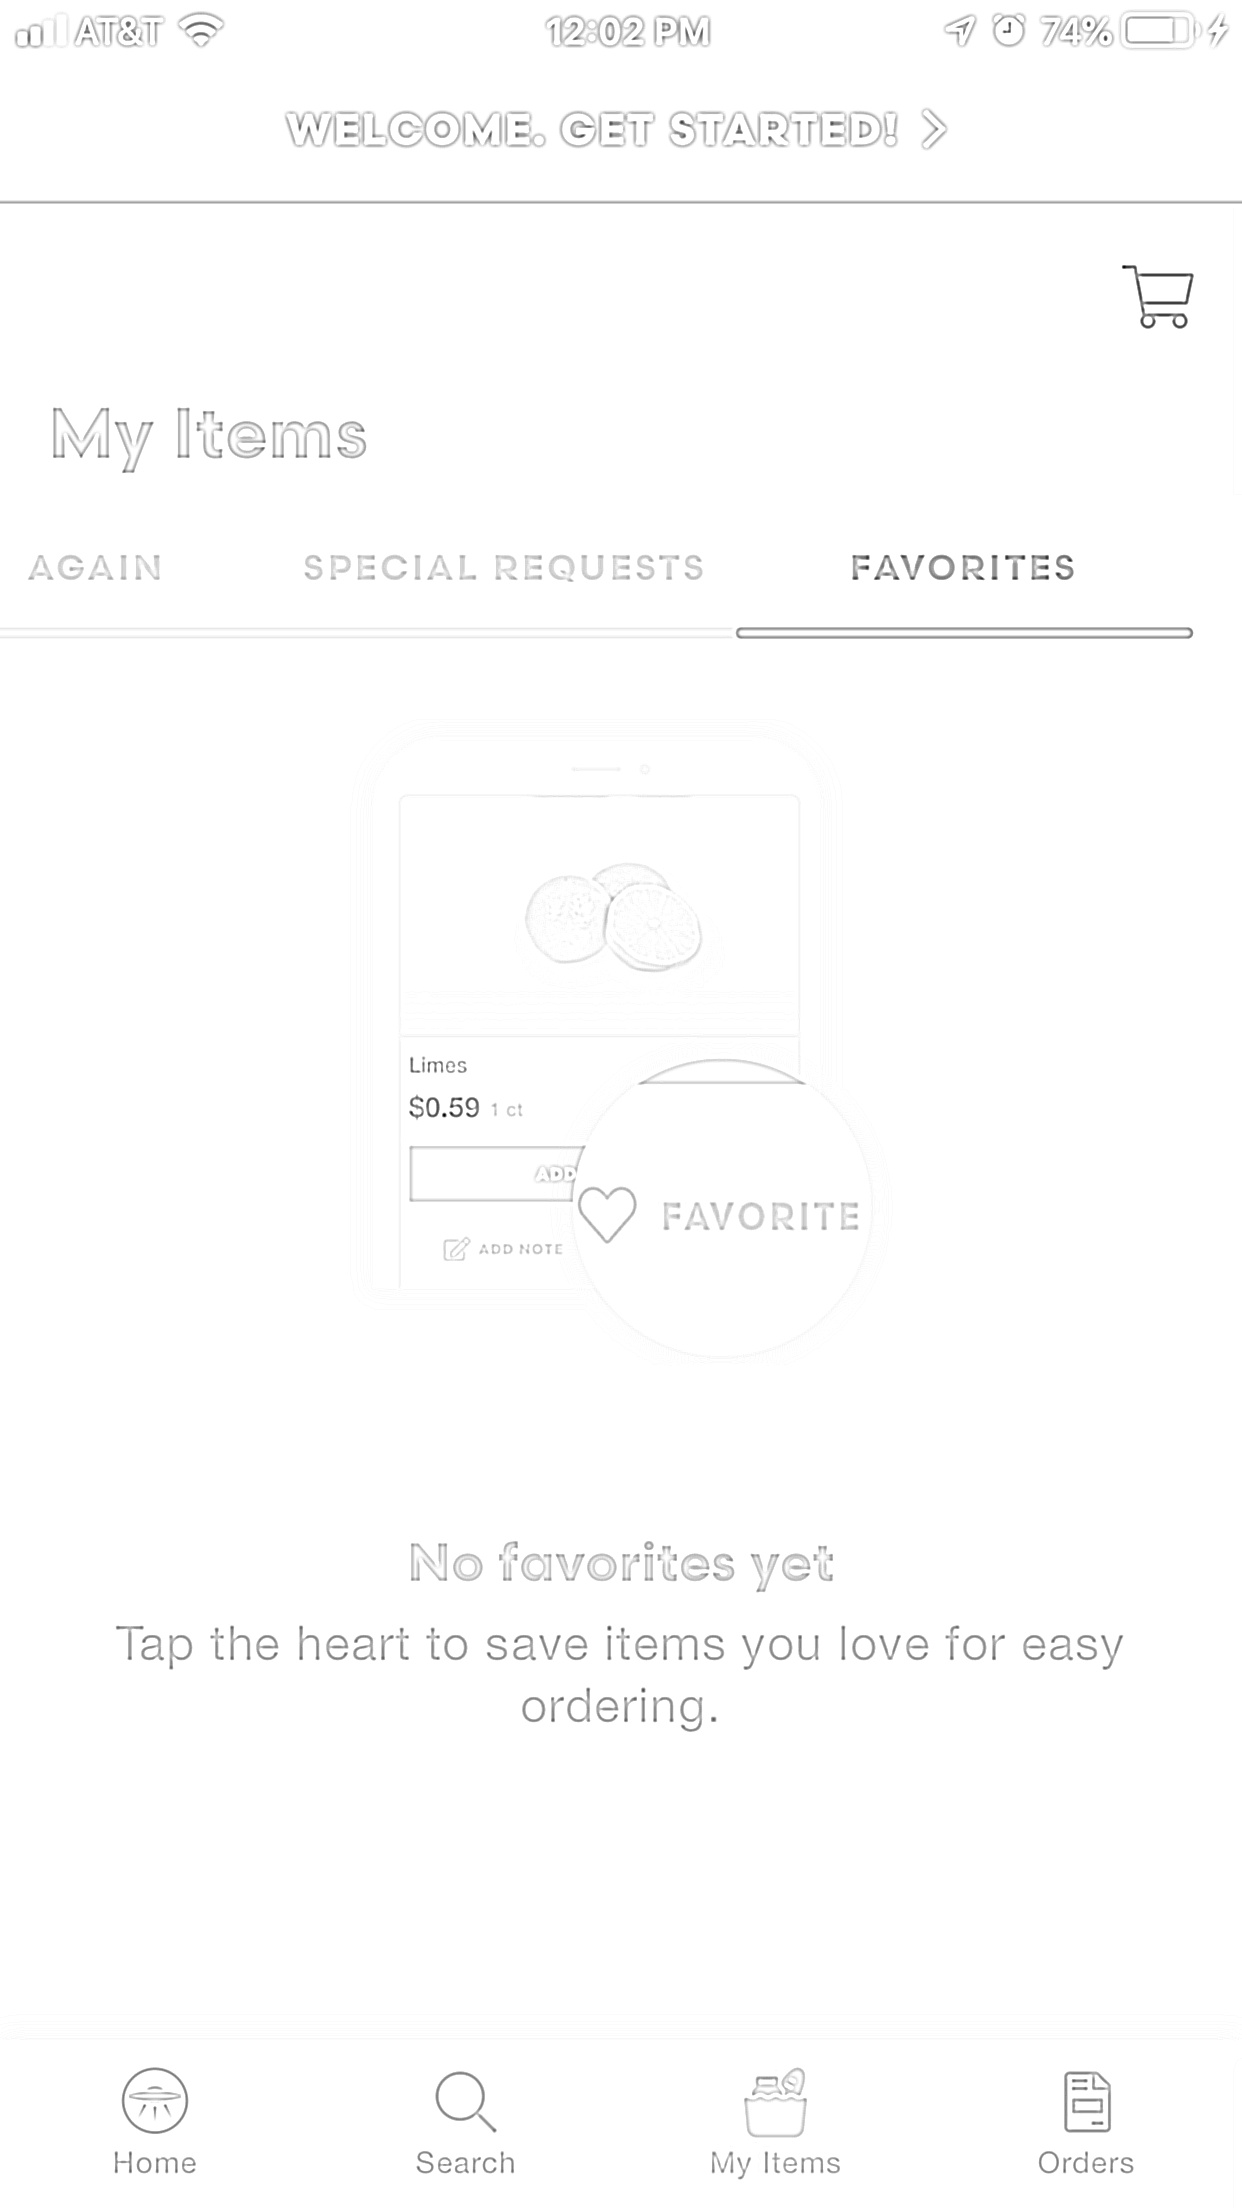 AT&T 12:02 PM 74%
WELCOME. GET STARTED!
My Items
AGAIN SPECIAL REQUESTS FAVORITES
Limes
$0.59 1 ct
ADD
FAVORITE
ADD NOTE
No favorites yet
Tap the heart to save items you love for easy
ordering.
Home Search My Items Orders